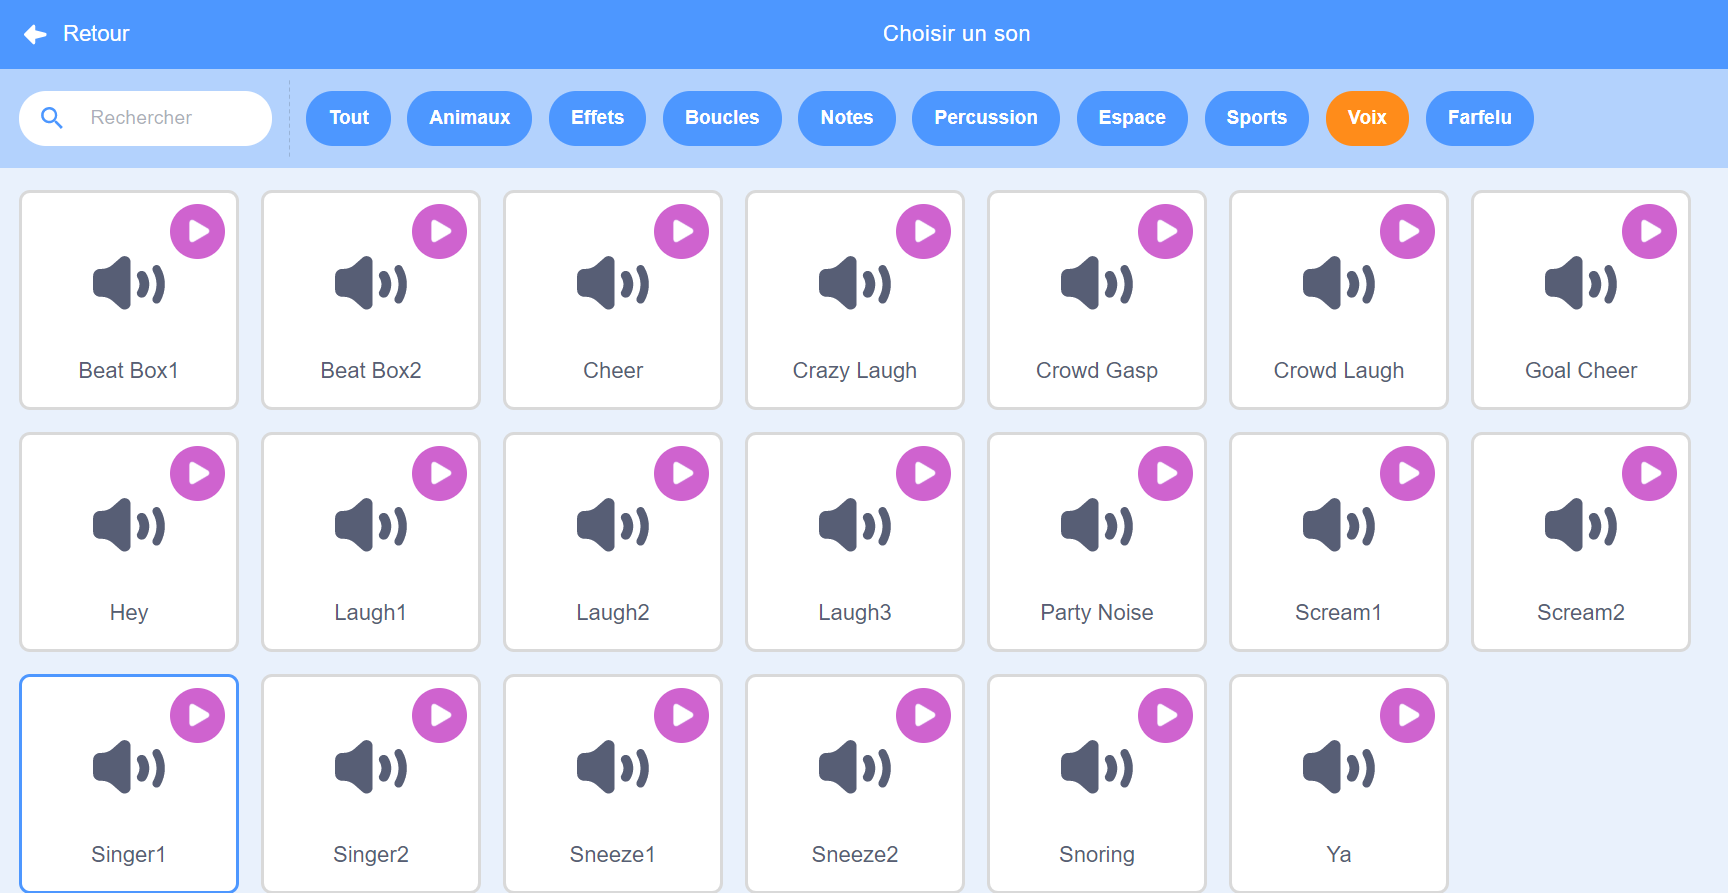 Retour
Choisir un son
Rechercher
Tout
Animaux
Effets
Boucles
Notes
Percussion
Espace
Sports
Voix
Farfelu
Beat Box1
Beat Box2
Cheer
Crazy Laugh
Crowd Gasp
Crowd Laugh
Goal Cheer
Hey
Laugh1
Laugh2
Laugh3
Party Noise
Scream1
Scream2
Singer1
Singer2
Sneeze1
Sneeze2
Snoring
Ya